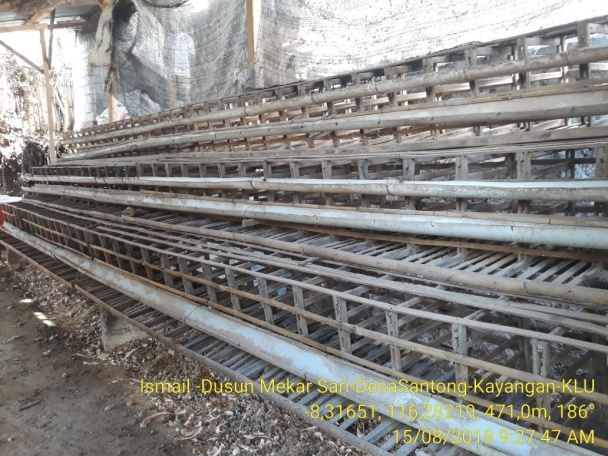 Ismail Dusun Mekar Sari DesaSantong-Kayangan-KLU
-8,31651, 116,28219, 471,0m, 186°
15/08/2018 9:27:47 AM